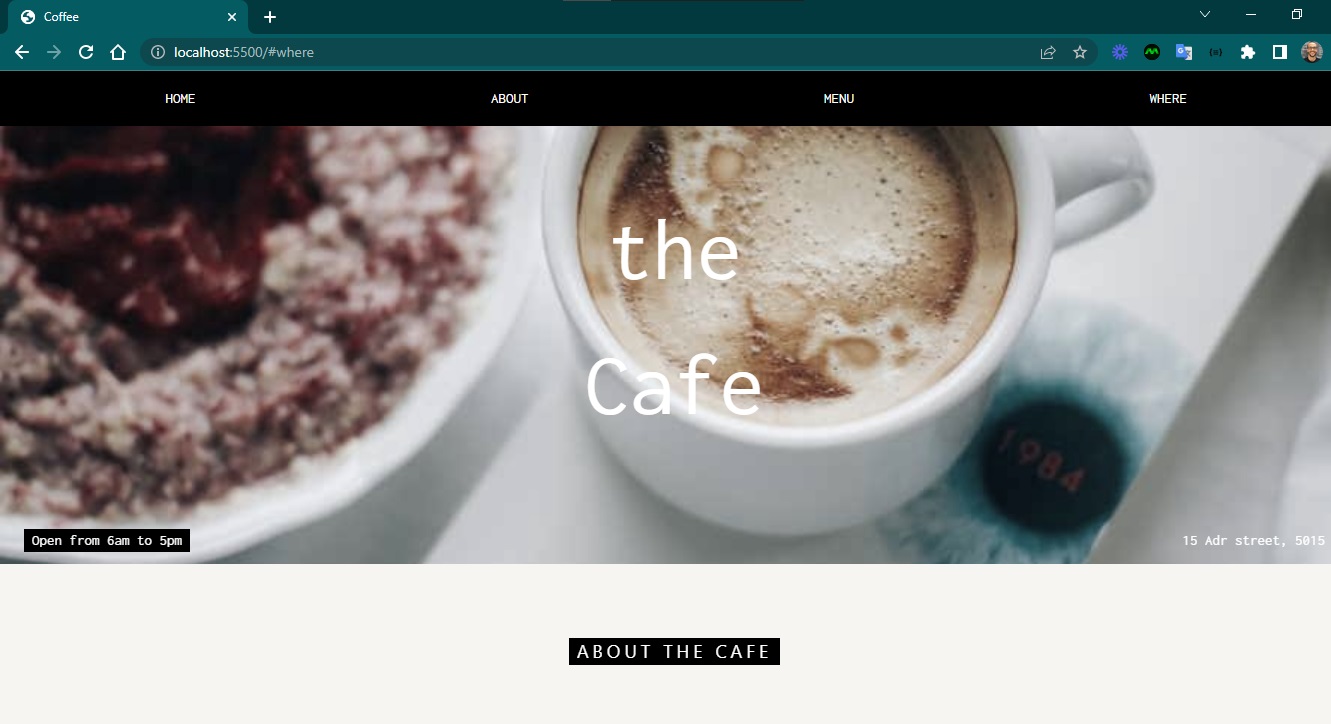 Coffee
localhost:5500/#where
HOME ABOUT MENU WHERE
the
Cafe
1984
Open from 6am to 5pm
15 Adr street, 5015
ABOUT THE CAFE